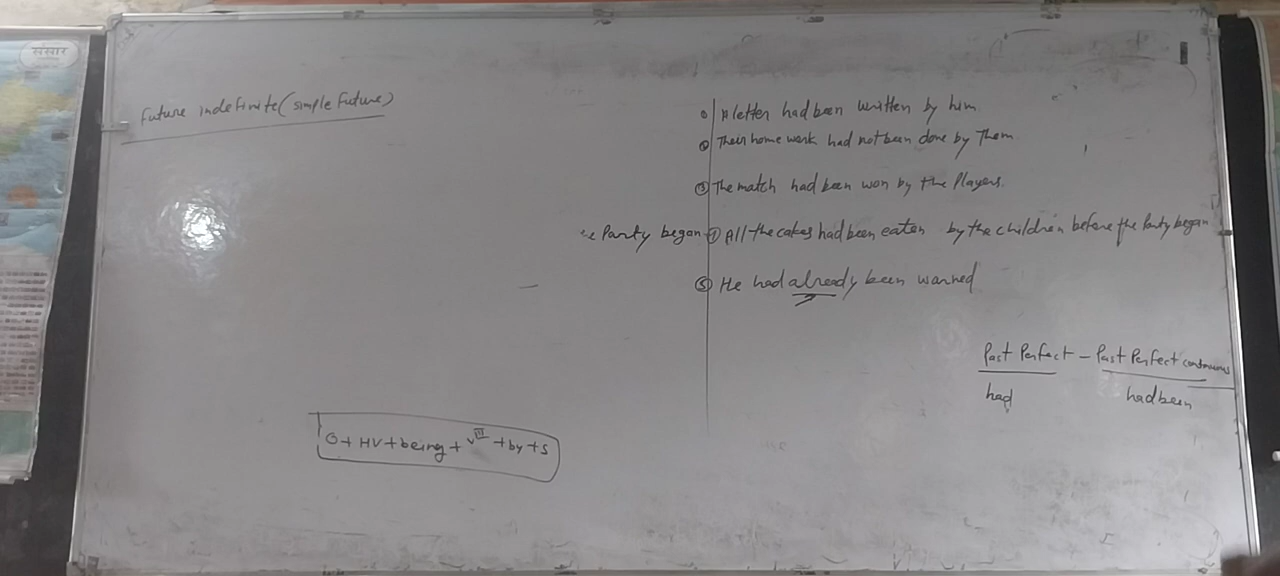 संसार
Future indefinite (simple Future)
① A letter had been written by him
② Their home work had not been done by Them.
③ The match had been won by the Players.
Party began ④ All the cakes had been eaten by the children before the Party began
⑤ He had already been warned
Past Perfect - Past Perfect continuous
had had been
O + HV + being + vᴵᴵᴵ + by + S